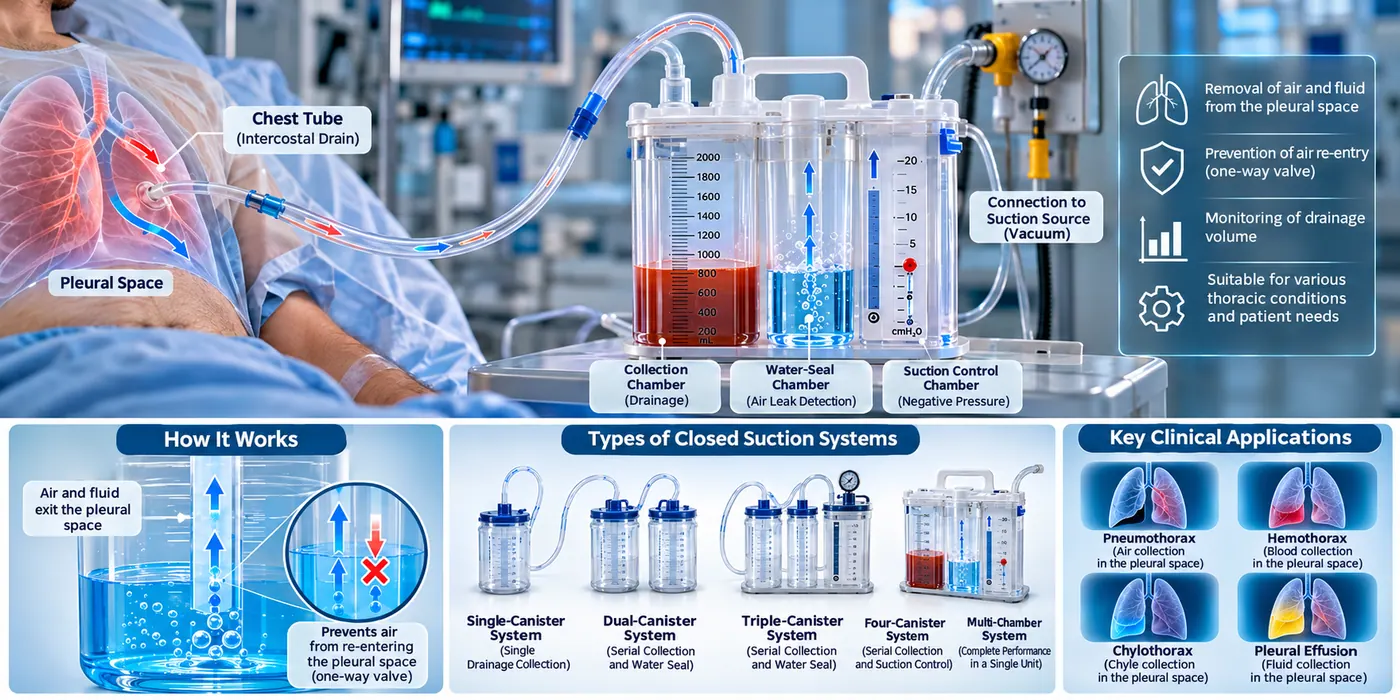 Chest Tube
(Intercostal Drain)
Pleural Space
2000
1800
1600
1400
1200
1000
800
600
400
200
mL
20
15
10
5
cmH₂O
Connection to
Suction Source
(Vacuum)
Removal of air and fluid
from the pleural space
Prevention of air re-entry
(one-way valve)
Monitoring of drainage
volume
Suitable for various
thoracic conditions
and patient needs
Collection
Chamber
(Drainage)
Water-Seal
Chamber
(Air Leak Detection)
Suction Control
Chamber
(Negative Pressure)
How It Works
Air and fluid
exit the pleural
space
Prevents air
from re-entering
the pleural space
(one-way valve)
Types of Closed Suction Systems
Single-Canister
System
(Single
Drainage Collection)
Dual-Canister
System
(Serial Collection
and Water Seal)
Triple-Canister
System
(Serial Collection
and Water Seal)
Four-Canister
System
(Serial Collection
and Suction Control)
Multi-Chamber
System
(Complete Performance
in a Single Unit)
Key Clinical Applications
Pneumothorax
(Air collection
in the pleural space)
Hemothorax
(Blood collection
in the pleural space)
Chylothorax
(Chyle collection
in the pleural space)
Pleural Effusion
(Fluid collection
in the pleural space)